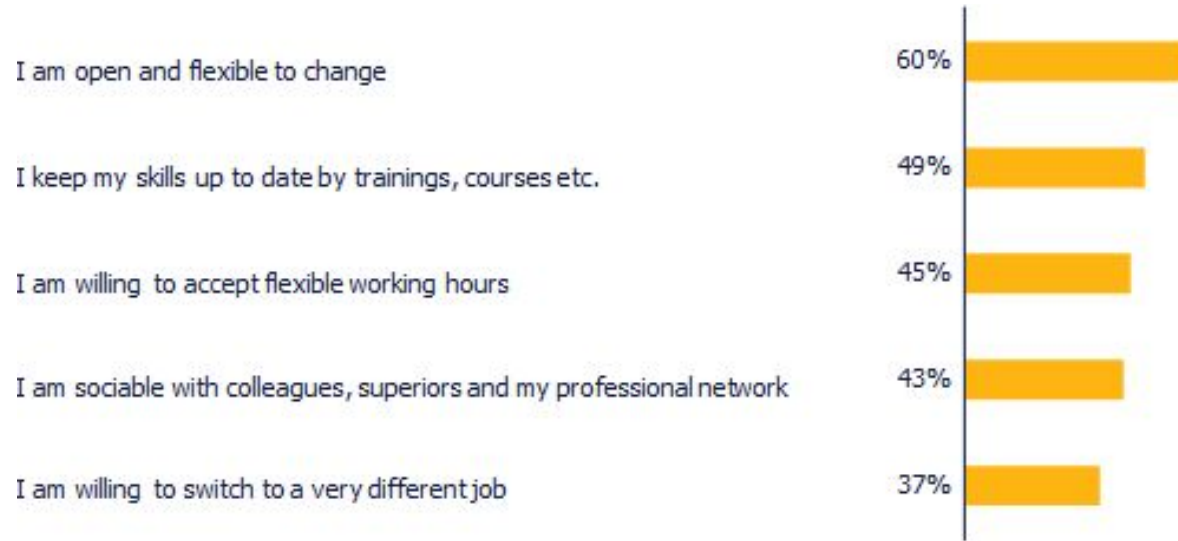 I am open and flexible to change 60%
I keep my skills up to date by trainings, courses etc. 49%
I am willing to accept flexible working hours 45%
I am sociable with colleagues, superiors and my professional network 43%
I am willing to switch to a very different job 37%